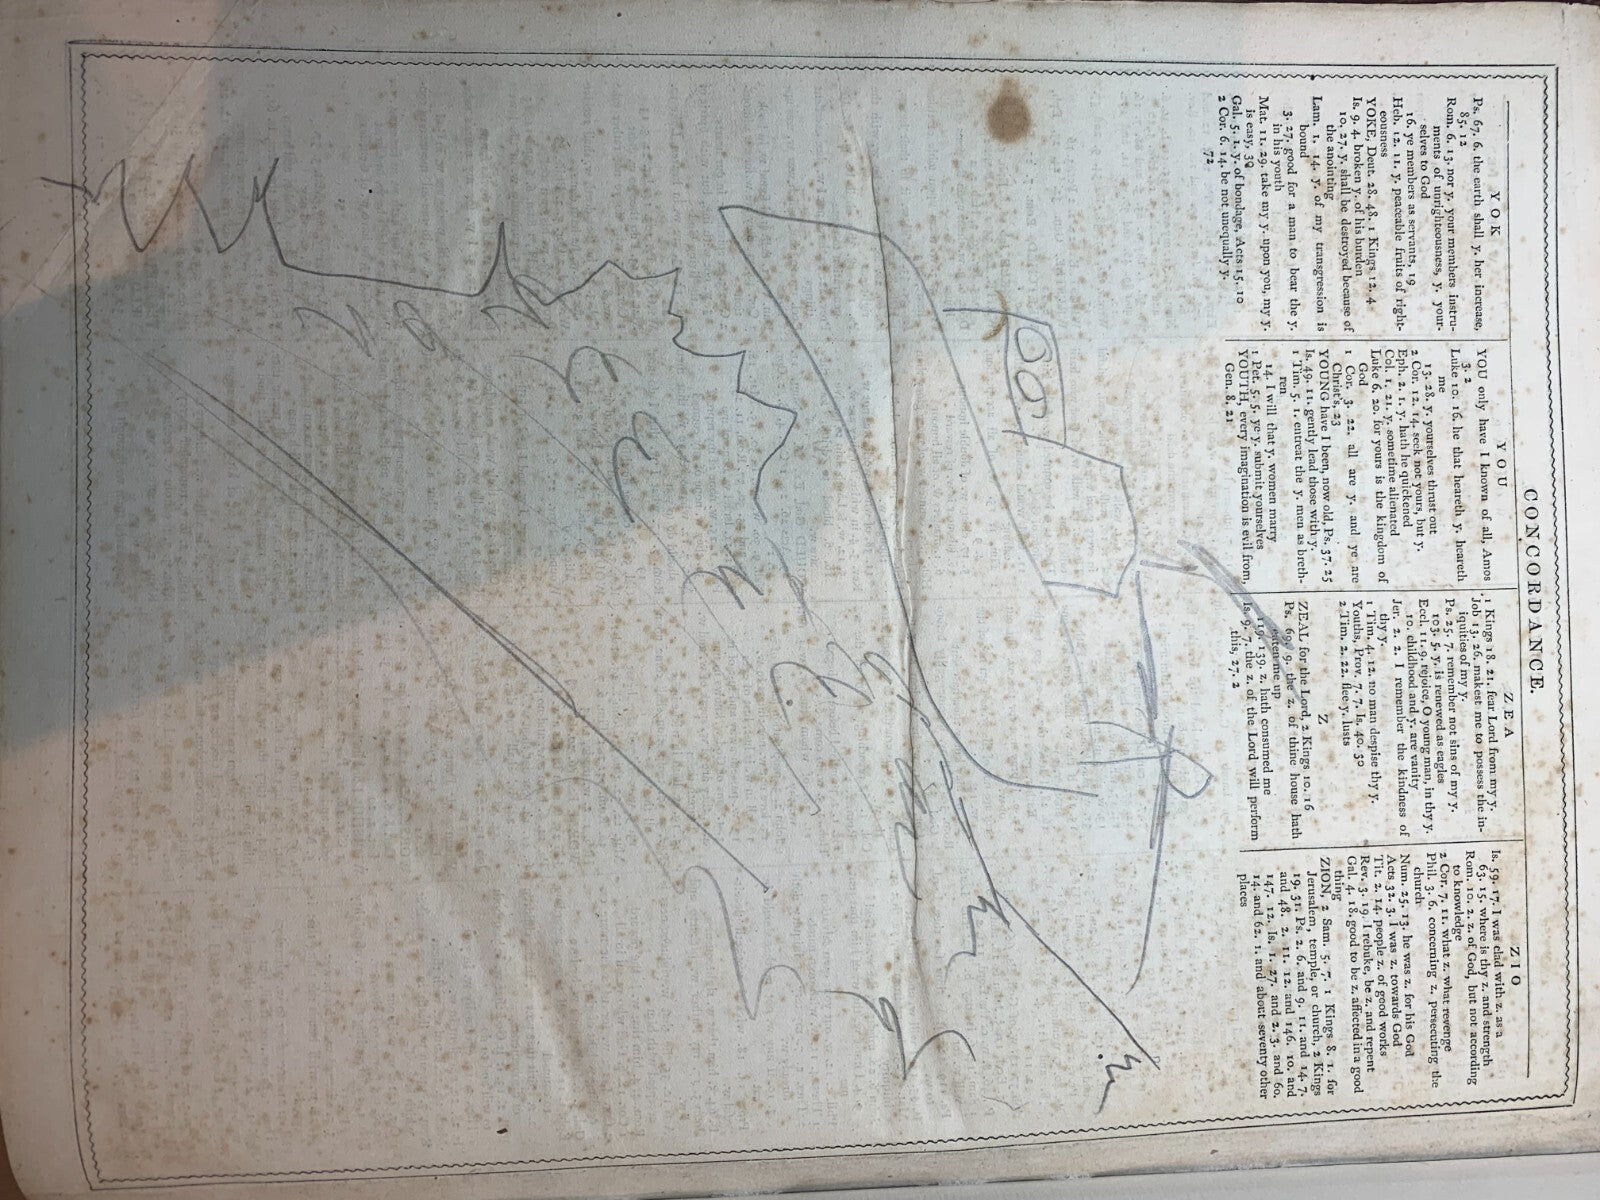 CONCORDANCE.
YOK
Ps. 67. 6. the earth shall y. her increase,
85. 12
Rom. 6. 13. nor y. your members instru-
ments of unrighteousness, y. your-
selves to God
16. ye members as servants, 19
Heb. 12. 11. y. peaceable fruits of right-
eousness
YOKE, Deut. 28. 48. 1 Kings 12. 4
Is. 9. 4. broken y. of his burden
10. 27. y. shall be destroyed because of
the anointing
Lam. 1. 14. y. of my transgression is
bound
3. 27. good for a man to bear the y.
in his youth
Mat. 11. 29. take my y. upon you, my y.
is easy, 30
Gal. 5. 1. y. of bondage, Acts 15. 10
2 Cor. 6. 14. be not unequally y.
72
YOU
YOU only have I known of all, Amos
3. 2
Luke 10. 16. he that heareth y. heareth
me
13. 28. y. yourselves thrust out
2 Cor. 12. 14. seek not yours, but y.
Eph. 2. 1. y. hath he quickened
Col. 1. 21. y. sometime alienated
Luke 6. 20. for yours is the kingdom of
God
1 Cor. 3. 22. all are y. and ye are
Christ's, 23
YOUNG have I been, now old, Ps. 37. 25
Is. 49. 11. gently lead those with y.
1 Tim. 5. 1. entreat the y. men as breth-
ren
14. I will that y. women marry
1 Pet. 5. 5. ye y. submit yourselves
YOUTH, every imagination is evil from,
Gen. 8. 21
ZEA
1 Kings 18. 21. fear Lord from my y.
Job 13. 26. makest me to possess the in-
iquities of my y.
Ps. 25. 7. remember not sins of my y.
103. 5. y. is renewed as eagles
Eccl. 11. 9. rejoice, O young man, in thy y.
10. childhood and y. are vanity
Jer. 2. 2. I remember the kindness of
thy y.
1 Tim. 4. 12. no man despise thy y.
Youths, Prov. 7. 7. Is. 40. 30
2 Tim. 2. 22. flee y. lusts
Z
ZEAL for the Lord, 2 Kings 10. 16
Ps. 69. 9. the z. of thine house hath
eaten me up
119. 139. z. hath consumed me
Is. 9. 7. the z. of the Lord will perform
this, 27. 2
ZIO
Is. 59. 17. I was clad with z. as a
63. 15. where is thy z. and strength
Rom. 10. 2. z. of God, but not according
to knowledge
2 Cor. 7. 11. what z. what revenge
Phil. 3. 6. concerning z. persecuting the
church
Num. 25. 13. he was z. for his God
Acts 32. 3. I was z. towards God
Tit. 2. 14. people z. of good works
Rev. 3. 19. I rebuke, be z. and repent
Gal. 4. 18. good to be z. affected in a good
thing
ZION, 2 Sam. 5. 7. 1 Kings 8. 1. for
Jerusalem, temple, or church, 2 Kings
19. 31. Ps. 2. 6. and 9. 11. and 14. 7.
and 48. 2. 11. 12. and 146. 10. and
147. 12. Is. 1. 27. and 2. 3. and 60.
14. and 62. 1. and about seventy other
places